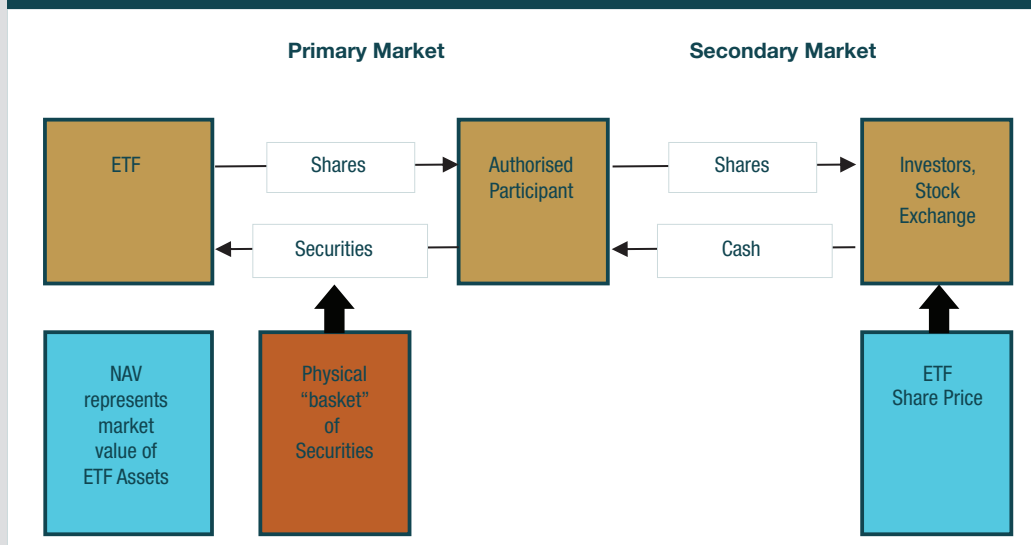 Primary Market
Secondary Market
ETF
Shares
Authorised
Participant
Shares
Investors,
Stock
Exchange
Securities
Cash
NAV
represents
market
value of
ETF Assets
Physical
“basket”
of
Securities
ETF
Share Price